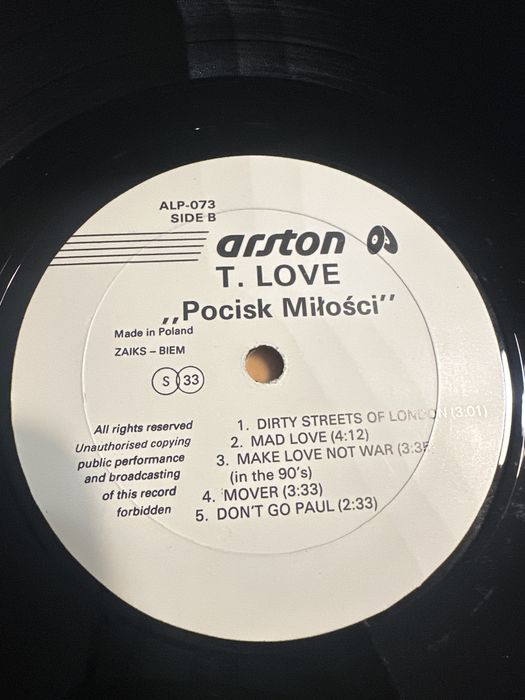 ALP-073
SIDE B
arston
T. LOVE
,,Pocisk Miłości''
Made in Poland
ZAIKS – BIEM
S 33
All rights reserved
Unauthorised copying
public performance
and broadcasting
of this record
forbidden
1. DIRTY STREETS OF LONDON (3:01)
2. MAD LOVE (4:12)
3. MAKE LOVE NOT WAR
(in the 90's)
4. MOVER (3:33)
5. DON'T GO PAUL (2:33)